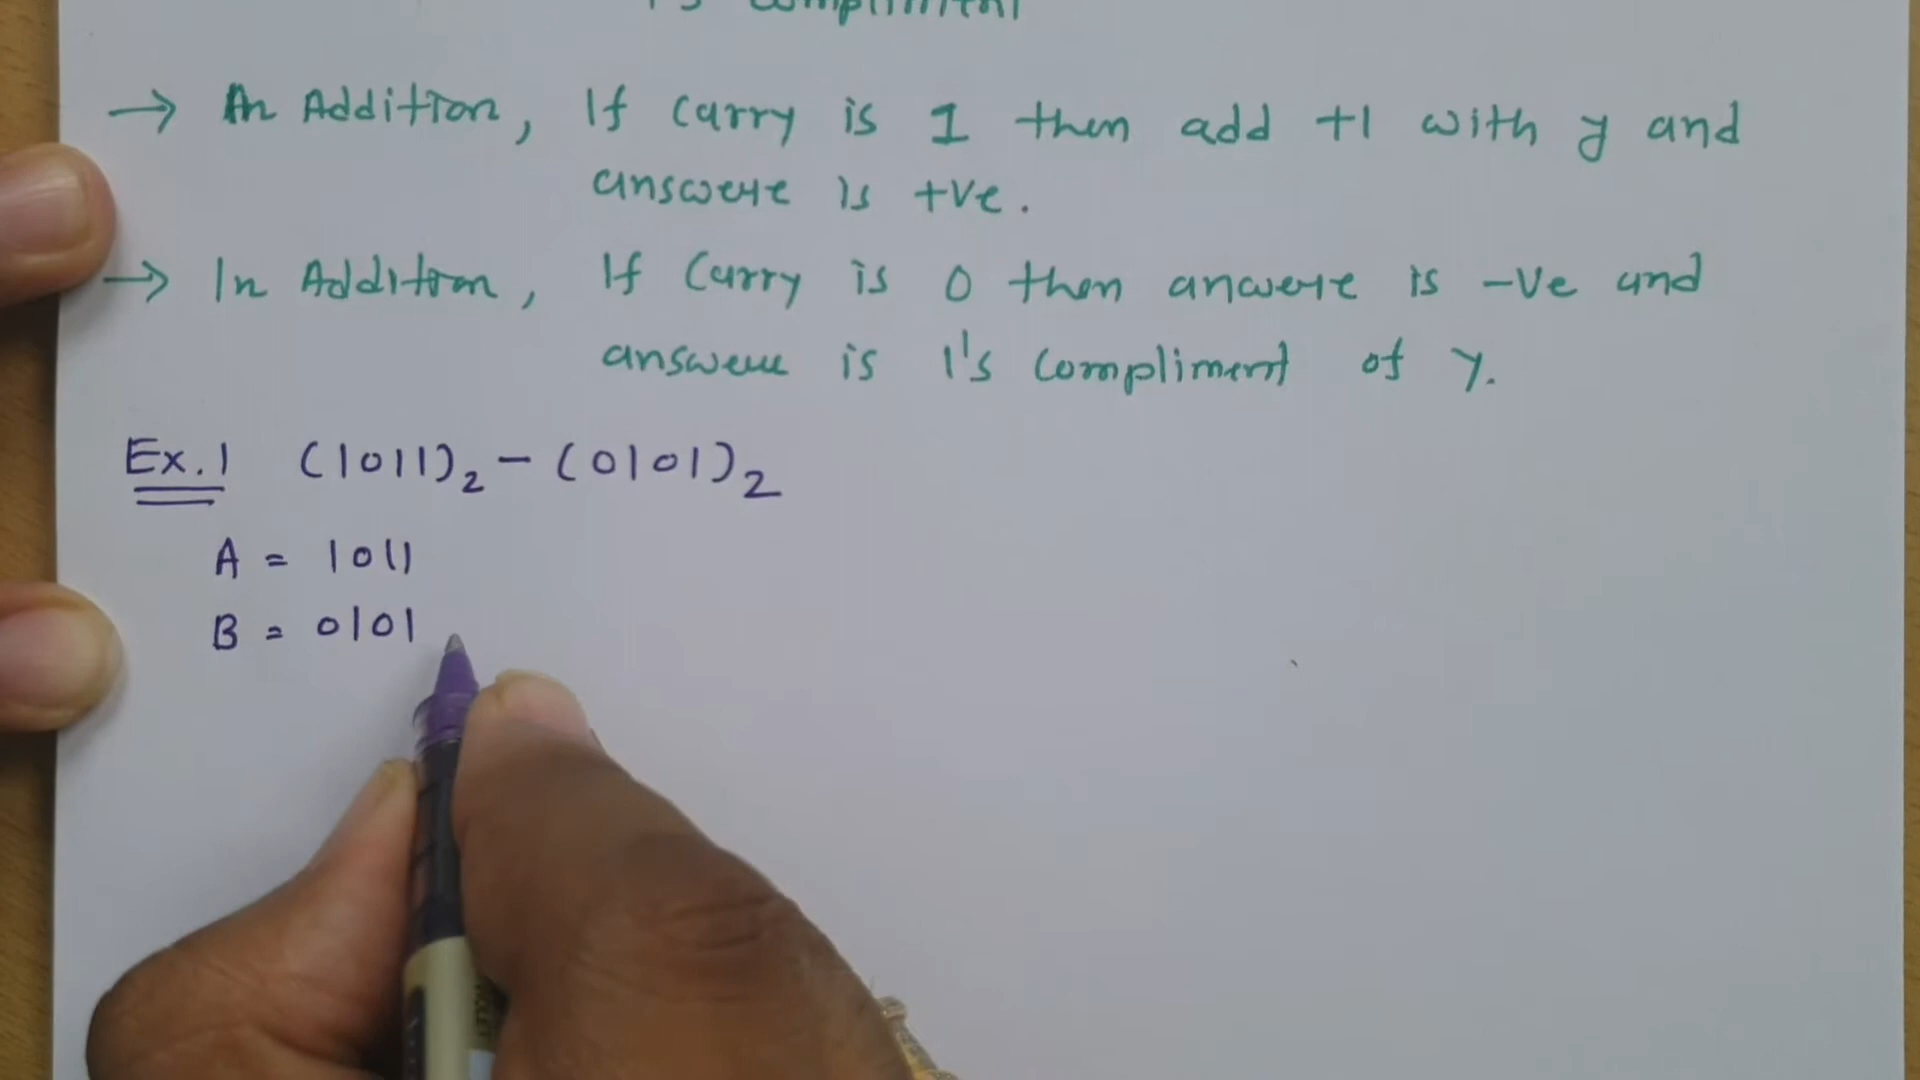 1's compliment
→ In Addition, If carry is 1 then add +1 with y and
answere is +ve.
→ In Addition, If Carry is 0 then anwere is -ve and
answere is 1's compliment of y.
Ex.1 (1011)₂ - (0101)₂
A = 1011
B = 0101